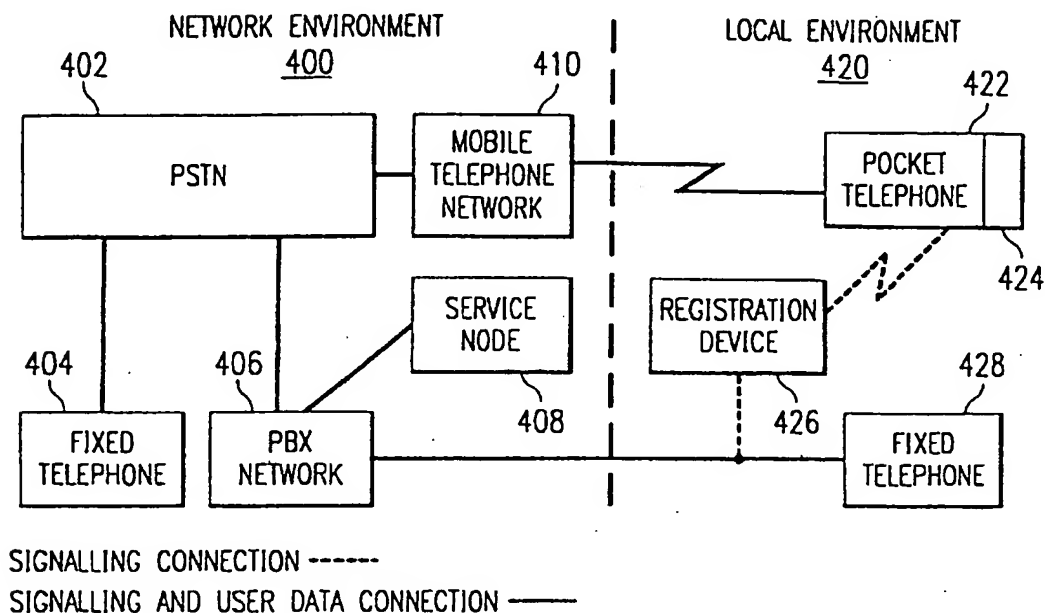 NETWORK ENVIRONMENT
400
LOCAL ENVIRONMENT
420
402
410
422
PSTN
MOBILE
TELEPHONE
NETWORK
POCKET
TELEPHONE
424
SERVICE
NODE
408
REGISTRATION
DEVICE
426
404
406
428
FIXED
TELEPHONE
PBX
NETWORK
FIXED
TELEPHONE
SIGNALLING CONNECTION
SIGNALLING AND USER DATA CONNECTION